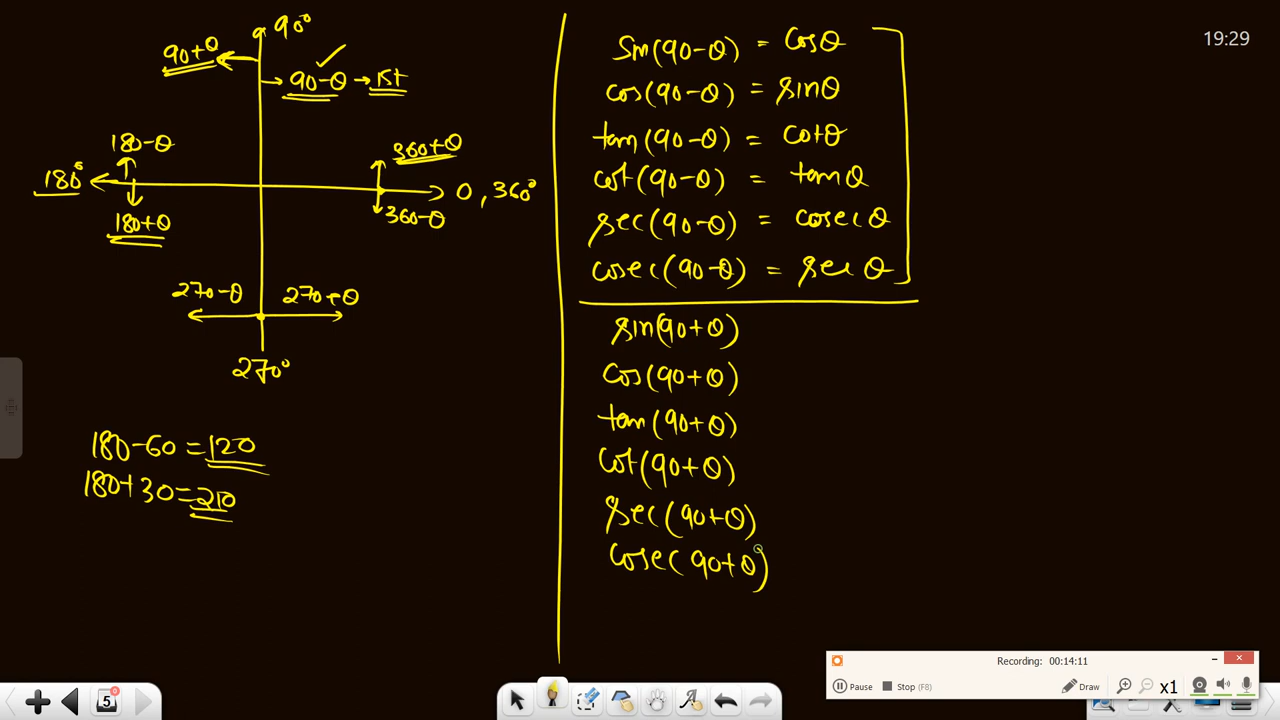 90°
90+θ
90-θ → Ist
180-θ
360+θ
180°
0, 360°
180+θ
360-θ
270-θ
270+θ
270°
180-60 = 120
180+30 = 210
Sin(90-θ) = cosθ
cos(90-θ) = sinθ
tan(90-θ) = cotθ
cot(90-θ) = tanθ
sec(90-θ) = cosecθ
cosec(90-θ) = sec θ
sin(90+θ)
cos(90+θ)
tan(90+θ)
cot(90+θ)
sec(90+θ)
cosec(90+θ)
19:29
Recording: 00:14:11
Pause
Stop (F8)
Draw
x1
5
0